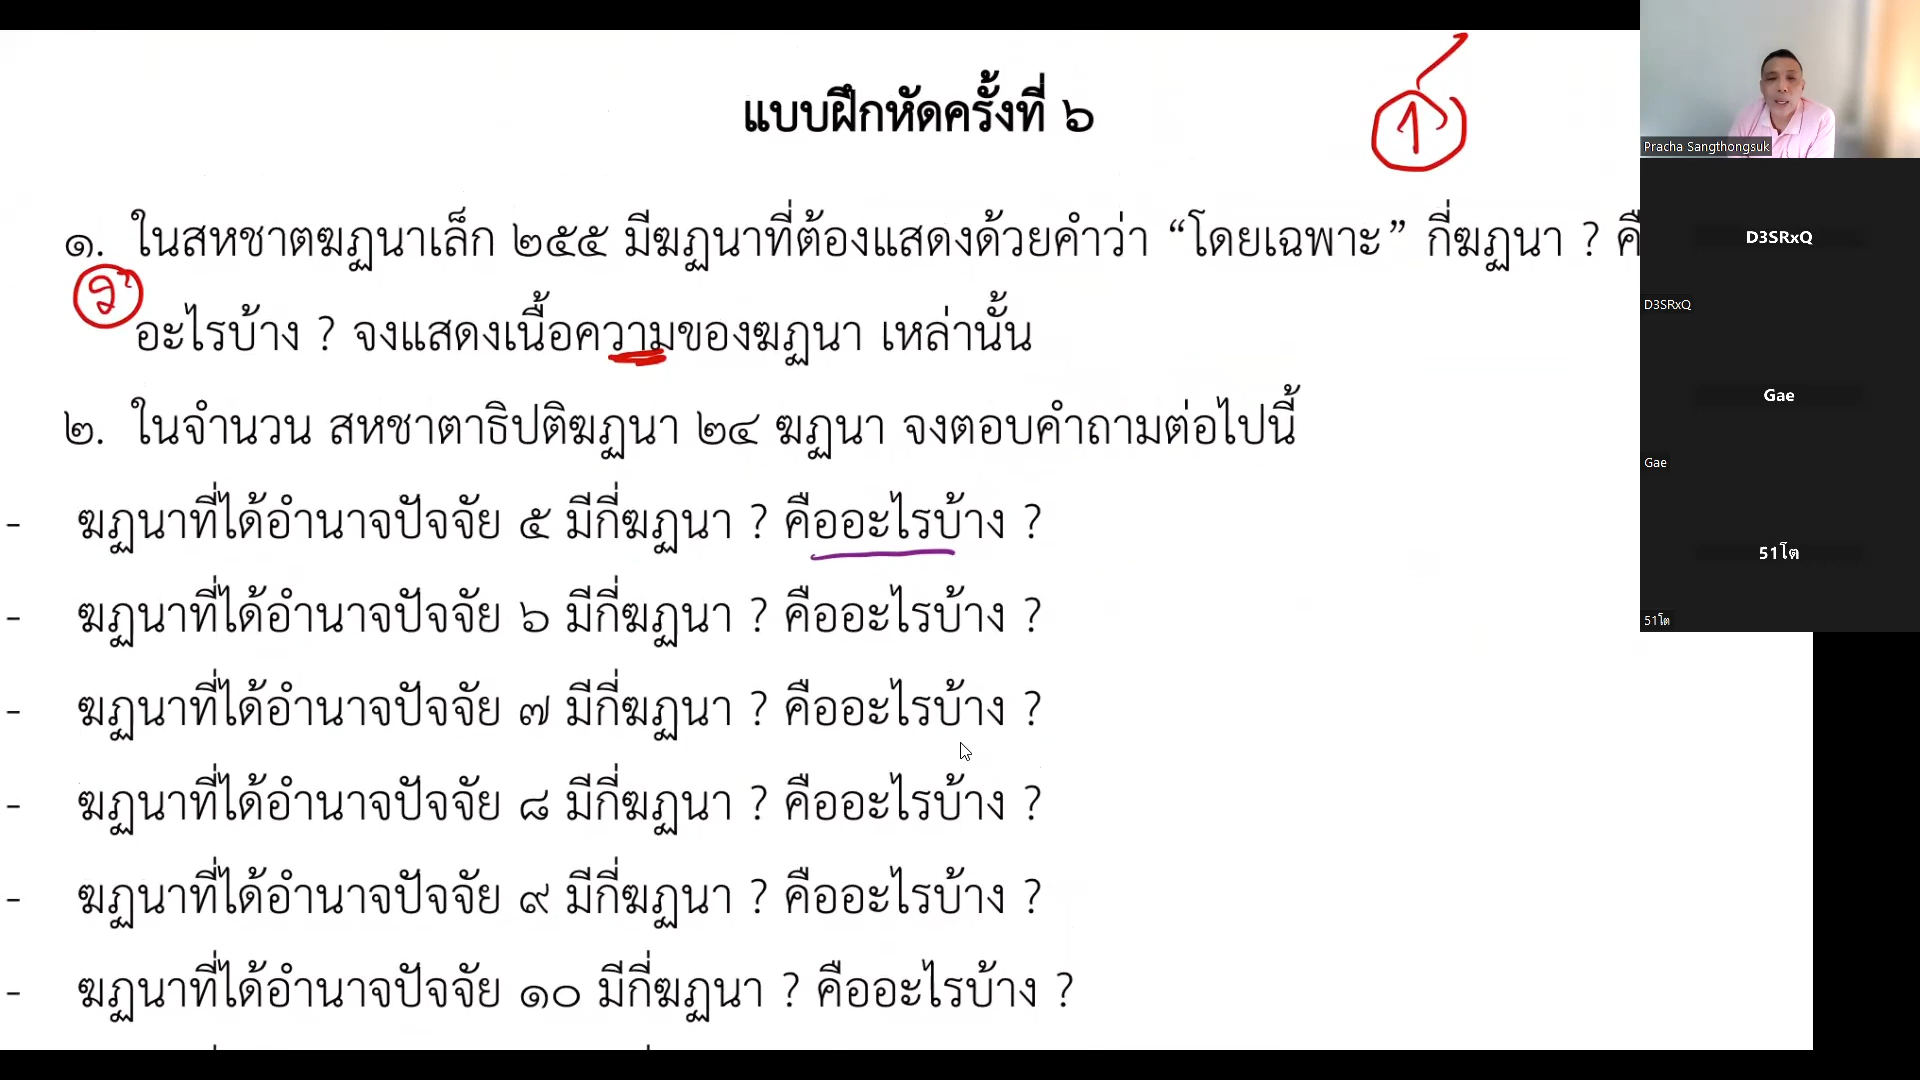 แบบฝึกหัดครั้งที่ ๖
๑. ในสหชาตฆฏนาเล็ก ๒๕๕ มีฆฏนาที่ต้องแสดงด้วยคำว่า “โดยเฉพาะ” กี่ฆฏนา ? คื
อะไรบ้าง ? จงแสดงเนื้อความของฆฏนา เหล่านั้น
๒. ในจำนวน สหชาตาธิปติฆฏนา ๒๔ ฆฏนา จงตอบคำถามต่อไปนี้
- ฆฏนาที่ได้อำนาจปัจจัย ๕ มีกี่ฆฏนา ? คืออะไรบ้าง ?
- ฆฏนาที่ได้อำนาจปัจจัย ๖ มีกี่ฆฏนา ? คืออะไรบ้าง ?
- ฆฏนาที่ได้อำนาจปัจจัย ๗ มีกี่ฆฏนา ? คืออะไรบ้าง ?
- ฆฏนาที่ได้อำนาจปัจจัย ๘ มีกี่ฆฏนา ? คืออะไรบ้าง ?
- ฆฏนาที่ได้อำนาจปัจจัย ๙ มีกี่ฆฏนา ? คืออะไรบ้าง ?
- ฆฏนาที่ได้อำนาจปัจจัย ๑๐ มีกี่ฆฏนา ? คืออะไรบ้าง ?
Pracha Sangthongsuk
D3SRxQ
D3SRxQ
Gae
Gae
51โต
51โต